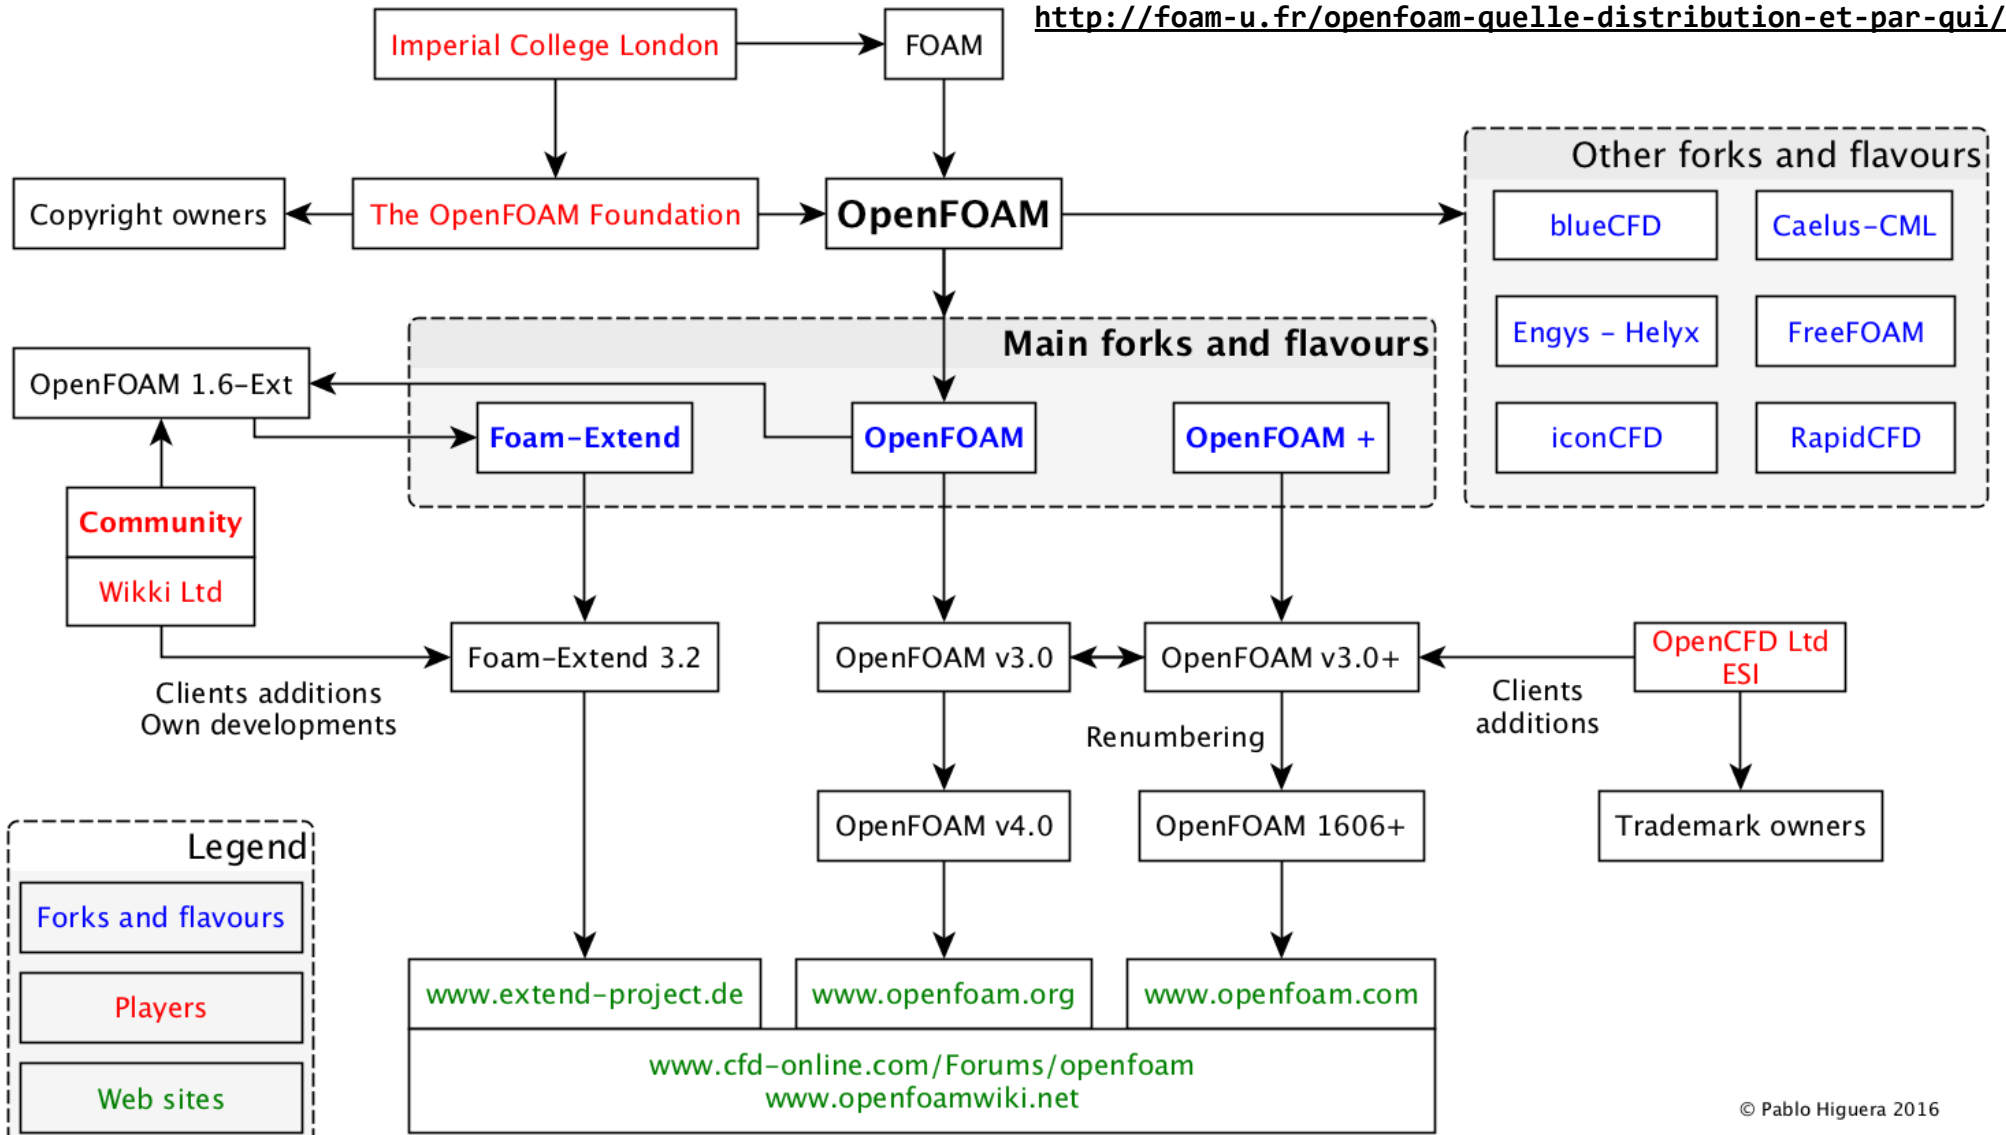 http://foam-u.fr/openfoam-quelle-distribution-et-par-qui/
Imperial College London
FOAM
Copyright owners
The OpenFOAM Foundation
OpenFOAM
Other forks and flavours
blueCFD
Caelus-CML
Engys - Helyx
FreeFOAM
iconCFD
RapidCFD
Main forks and flavours
OpenFOAM 1.6-Ext
Foam-Extend
OpenFOAM
OpenFOAM +
Community
Wikki Ltd
Foam-Extend 3.2
OpenFOAM v3.0
OpenFOAM v3.0+
OpenCFD Ltd
ESI
Clients additions
Own developments
Clients
additions
Renumbering
OpenFOAM v4.0
OpenFOAM 1606+
Trademark owners
Legend
Forks and flavours
Players
Web sites
www.extend-project.de
www.openfoam.org
www.openfoam.com
www.cfd-online.com/Forums/openfoam
www.openfoamwiki.net
© Pablo Higuera 2016